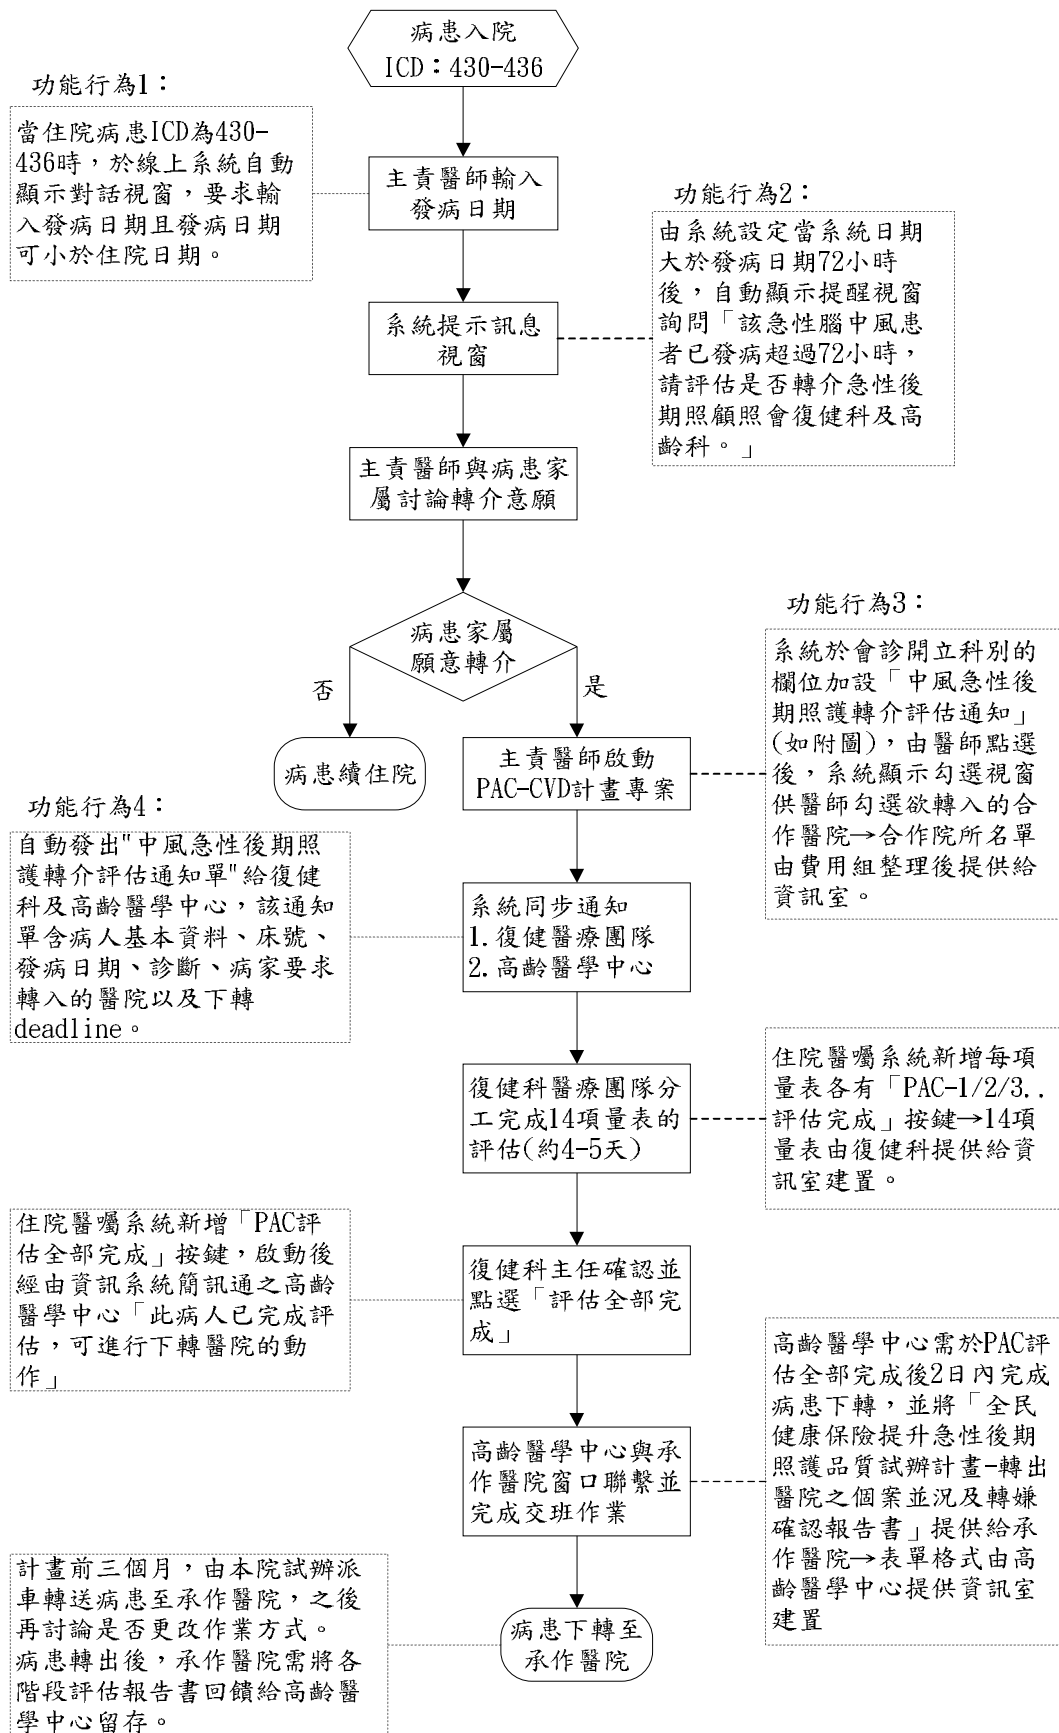 病患入院
ICD：430-436
功能行為1：
當住院病患ICD為430-
436時，於線上系統自動
顯示對話視窗，要求輸
入發病日期且發病日期
可小於住院日期。
主責醫師輸入
發病日期
功能行為2：
由系統設定當系統日期
大於發病日期72小時
後，自動顯示提醒視窗
詢問「該急性腦中風患
者已發病超過72小時，
請評估是否轉介急性後
期照顧照會復健科及高
齡科。」
系統提示訊息
視窗
主責醫師與病患家
屬討論轉介意願
病患家屬
願意轉介
否
是
功能行為3：
系統於會診開立科別的
欄位加設「中風急性後
期照護轉介評估通知」
(如附圖)，由醫師點選
後，系統顯示勾選視窗
供醫師勾選欲轉入的合
作醫院→合作院所名單
由費用組整理後提供給
資訊室。
病患續住院
主責醫師啟動
PAC-CVD計畫專案
功能行為4：
自動發出"中風急性後期照
護轉介評估通知單"給復健
科及高齡醫學中心，該通知
單含病人基本資料、床號、
發病日期、診斷、病家要求
轉入的醫院以及下轉
deadline。
系統同步通知
1.復健醫療團隊
2.高齡醫學中心
復健科醫療團隊分
工完成14項量表的
評估(約4-5天)
住院醫囑系統新增每項
量表各有「PAC-1/2/3..
評估完成」按鍵→14項
量表由復健科提供給資
訊室建置。
住院醫囑系統新增「PAC評
估全部完成」按鍵，啟動後
經由資訊系統簡訊通之高齡
醫學中心「此病人已完成評
估，可進行下轉醫院的動
作」
復健科主任確認並
點選「評估全部完
成」
高齡醫學中心需於PAC評
估全部完成後2日內完成
病患下轉，並將「全民
健康保險提升急性後期
照護品質試辦計畫-轉出
醫院之個案並況及轉嫌
確認報告書」提供給承
作醫院→表單格式由高
齡醫學中心提供資訊室
建置
高齡醫學中心與承
作醫院窗口聯繫並
完成交班作業
計畫前三個月，由本院試辦派
車轉送病患至承作醫院，之後
再討論是否更改作業方式。
病患轉出後，承作醫院需將各
階段評估報告書回饋給高齡醫
學中心留存。
病患下轉至
承作醫院